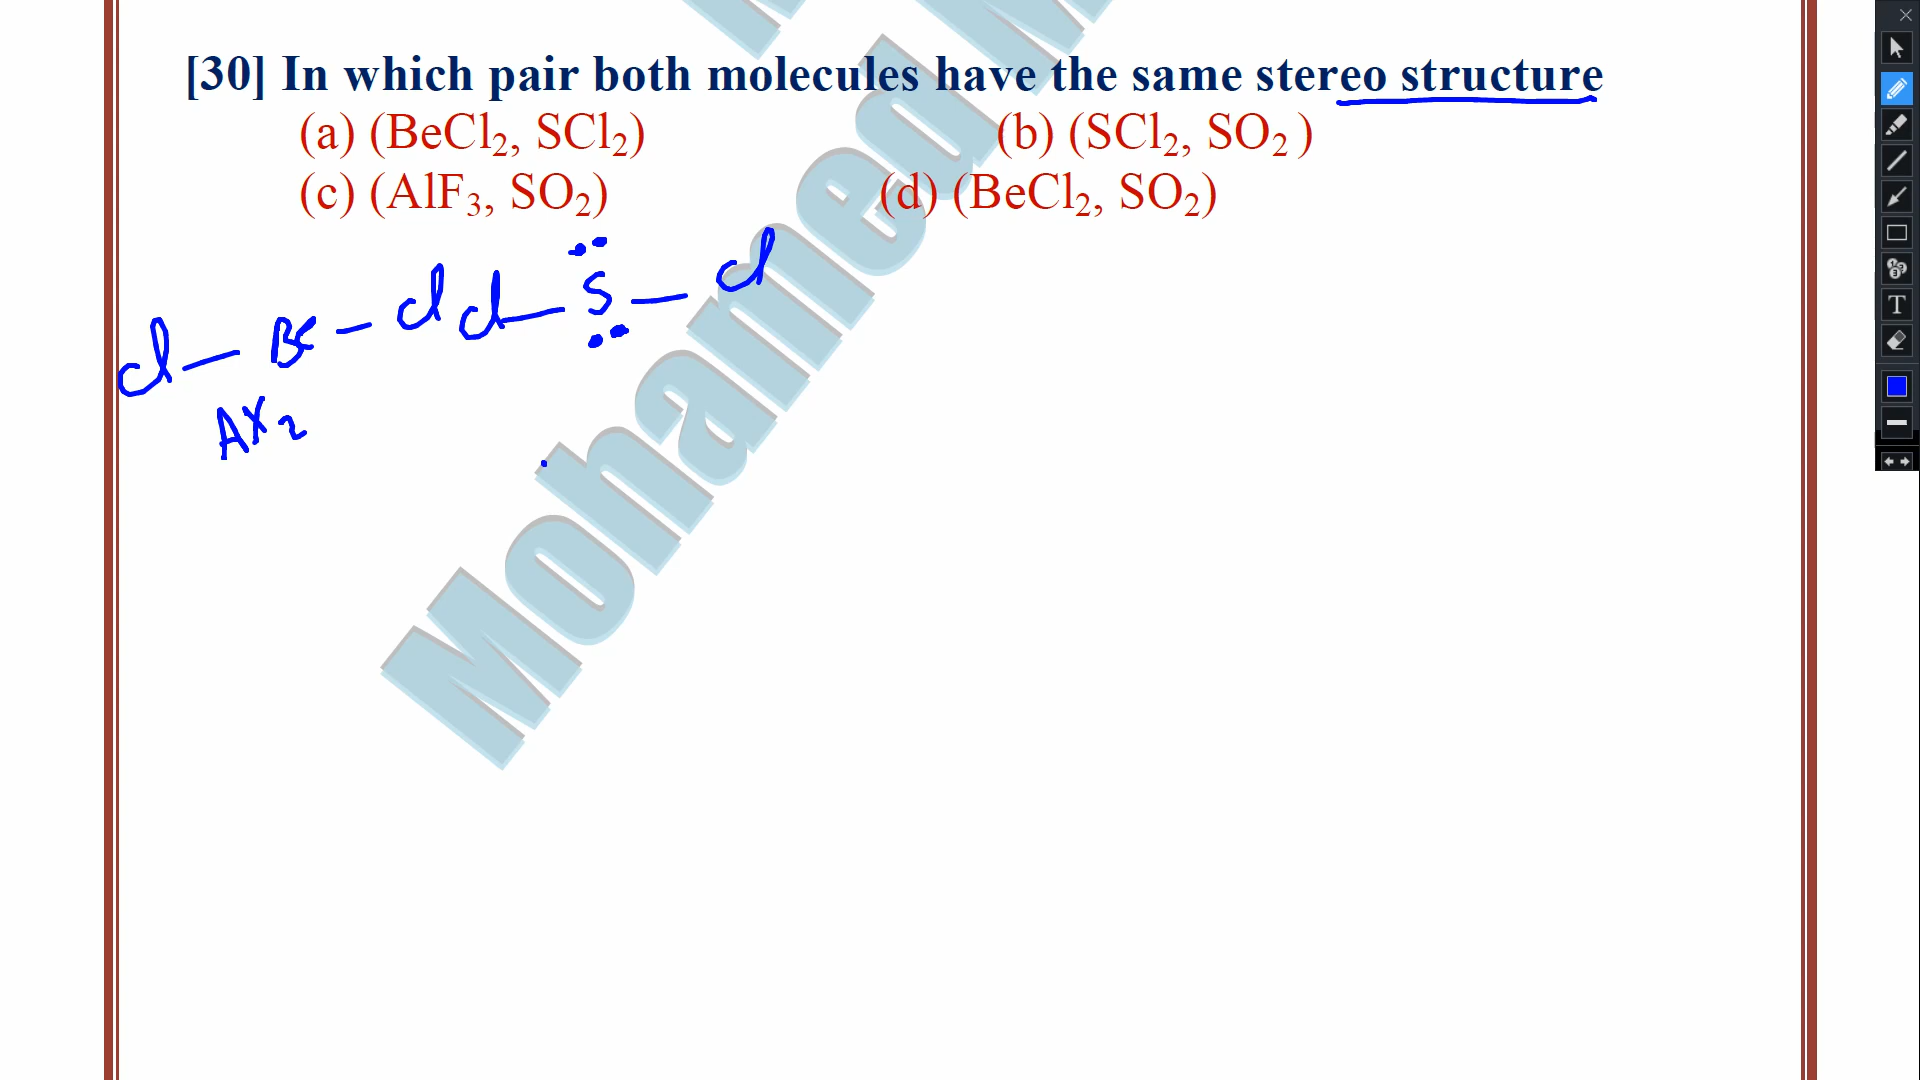 [30] In which pair both molecules have the same stereo structure
(a) (BeCl₂, SCl₂) (b) (SCl₂, SO₂ )
(c) (AlF₃, SO₂) (d) (BeCl₂, SO₂)
Cl — Be — Cl Cl — S — Cl
AX₂
Mohamed M